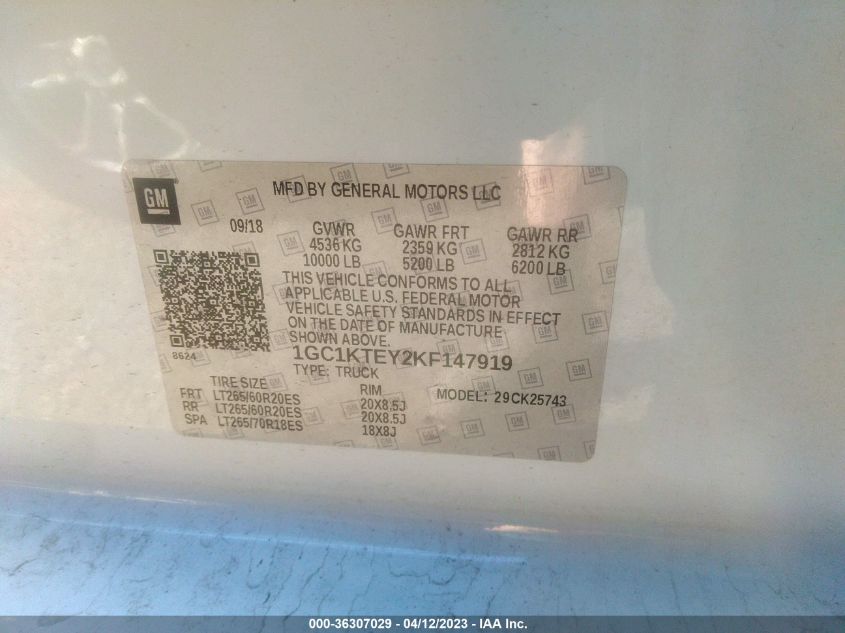 GM
MFD BY GENERAL MOTORS LLC
09/18
GVWR GAWR FRT GAWR RR
4536 KG 2359 KG 2812 KG
10000 LB 5200 LB 6200 LB
THIS VEHICLE CONFORMS TO ALL
APPLICABLE U.S. FEDERAL MOTOR
VEHICLE SAFETY STANDARDS IN EFFECT
ON THE DATE OF MANUFACTURE
SHOWN ABOVE.
8624
1GC1KTEY2KF147919
TYPE: TRUCK
TIRE SIZE RIM MODEL: 29CK25743
FRT LT265/60R20ES 20X8.5J
RR LT265/60R20ES 20X8.5J
SPA LT265/70R18ES 18X8J
000-36307029 - 04/12/2023 - IAAI.com